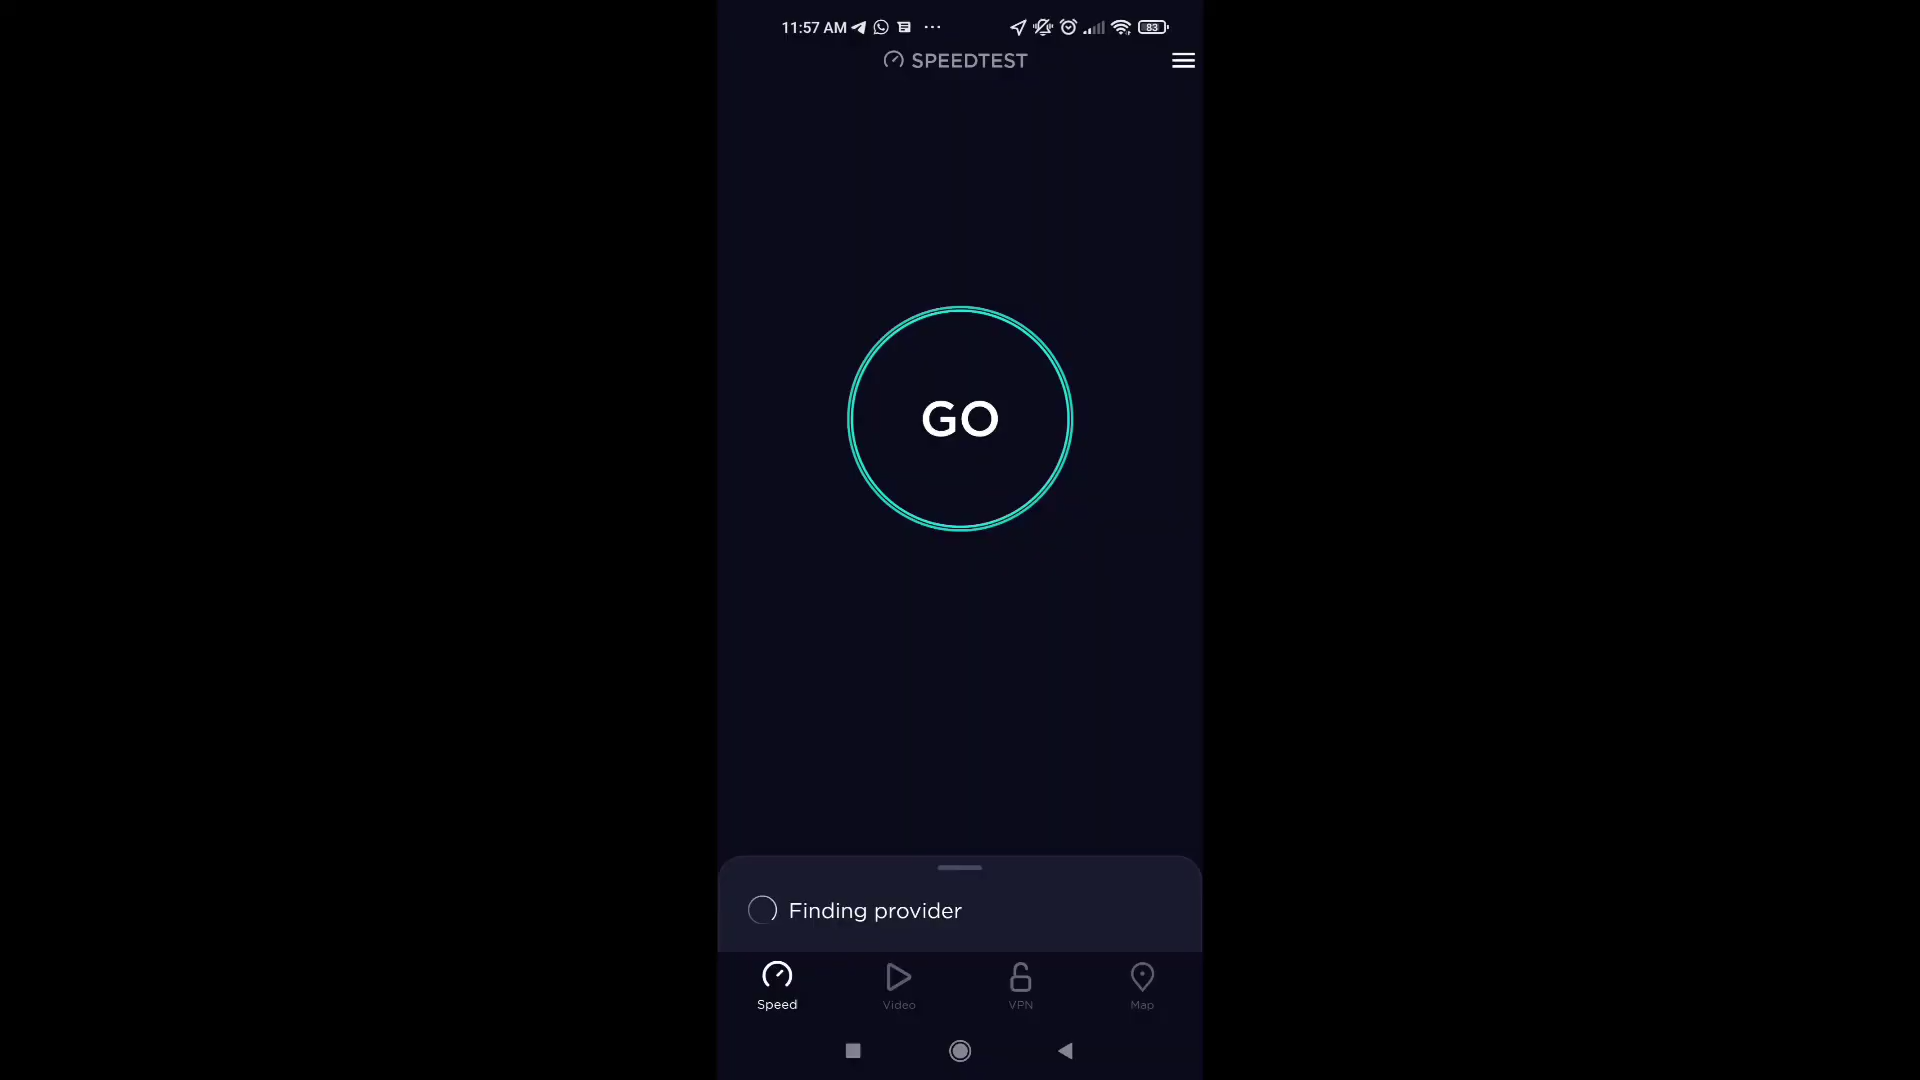 11:57 AM ... 83
SPEEDTEST
GO
Finding provider
Speed Video VPN Map